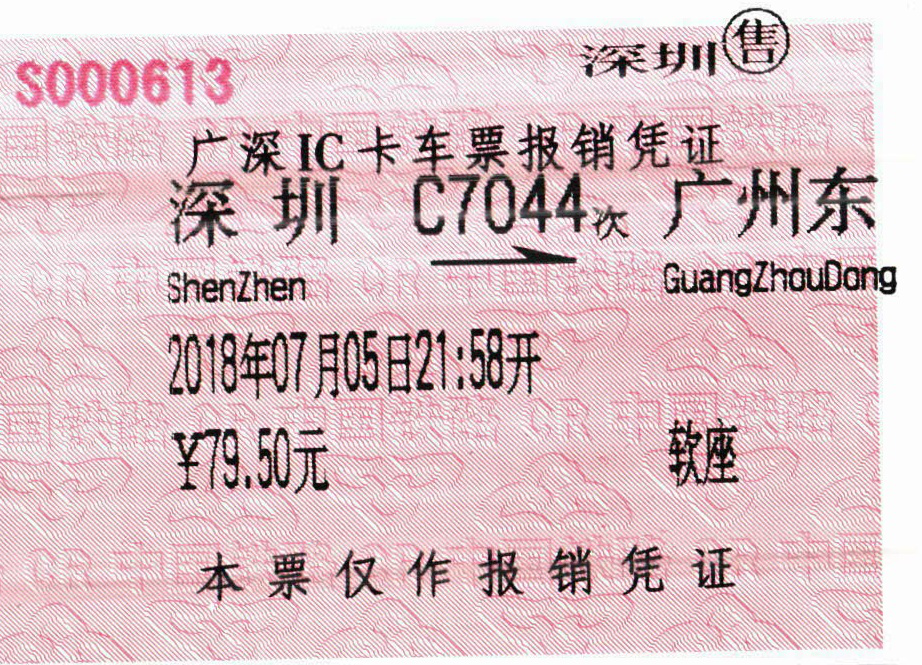 S000613
深圳 售
广深IC卡车票报销凭证
深圳 C7044次 广州东
ShenZhen GuangZhouDong
2018年07月05日21:58开
¥79.50元 软座
本票仅作报销凭证